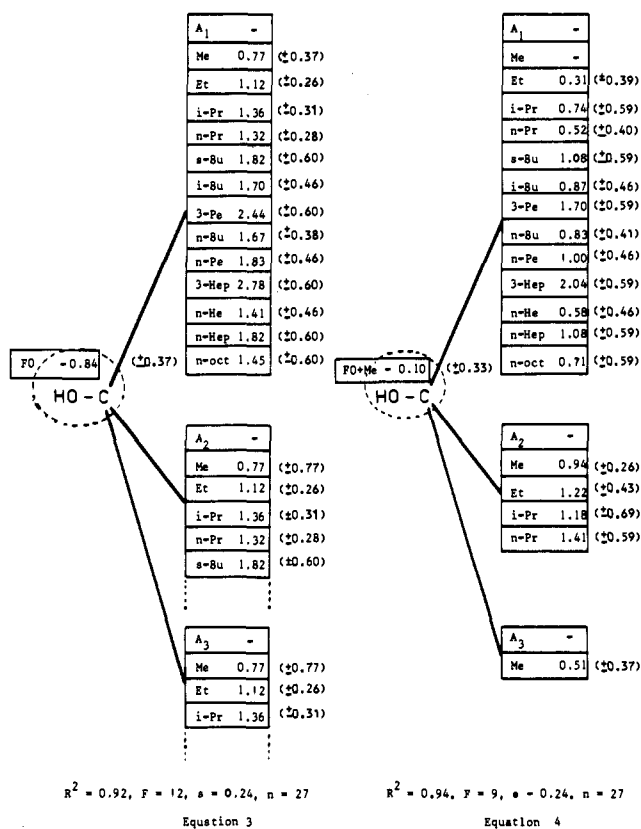 A1 -
Me 0.77 (±0.37)
Et 1.12 (±0.26)
i-Pr 1.36 (±0.31)
n-Pr 1.32 (±0.28)
s-8u 1.82 (±0.60)
i-8u 1.70 (±0.46)
3-Pe 2.44 (±0.60)
n-8u 1.67 (±0.38)
n-Pe 1.83 (±0.46)
3-Hep 2.78 (±0.60)
n-He 1.41 (±0.46)
n-Hep 1.82 (±0.60)
n-oct 1.45 (±0.60)
F0 -0.84 (±0.37)
HO-C
A2 -
Me 0.77 (±0.77)
Et 1.12 (±0.26)
i-Pr 1.36 (±0.31)
n-Pr 1.32 (±0.28)
s-8u 1.82 (±0.60)
A3 -
Me 0.77 (±0.77)
Et 1.12 (±0.26)
i-Pr 1.36 (±0.31)
R² = 0.92, F = 12, s = 0.24, n = 27
Equstion 3
A1 -
Me -
Et 0.31 (±0.39)
i-Pr 0.74 (±0.59)
n-Pr 0.52 (±0.40)
s-8u 1.08 (±0.59)
i-8u 0.87 (±0.46)
3-Pe 1.70 (±0.59)
n-8u 0.83 (±0.41)
n-Pe 1.00 (±0.46)
3-Hep 2.04 (±0.59)
n-He 0.58 (±0.46)
n-Hep 1.08 (±0.59)
n-oct 0.71 (±0.59)
F0+Me - 0.10 (±0.33)
HO-C
A2 -
Me 0.94 (±0.26)
Et 1.22 (±0.43)
i-Pr 1.18 (±0.69)
n-Pr 1.41 (±0.59)
A3 -
Me 0.51 (±0.37)
R² = 0.94, F = 9, s - 0.24, n = 27
Equation 4